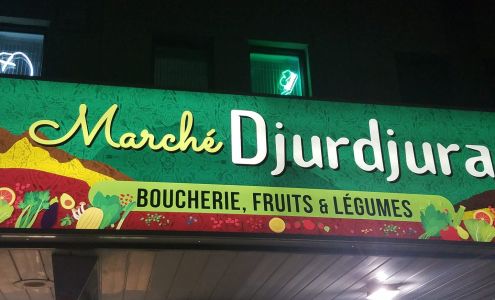 Marché Djurdjura
BOUCHERIE, FRUITS & LÉGUMES